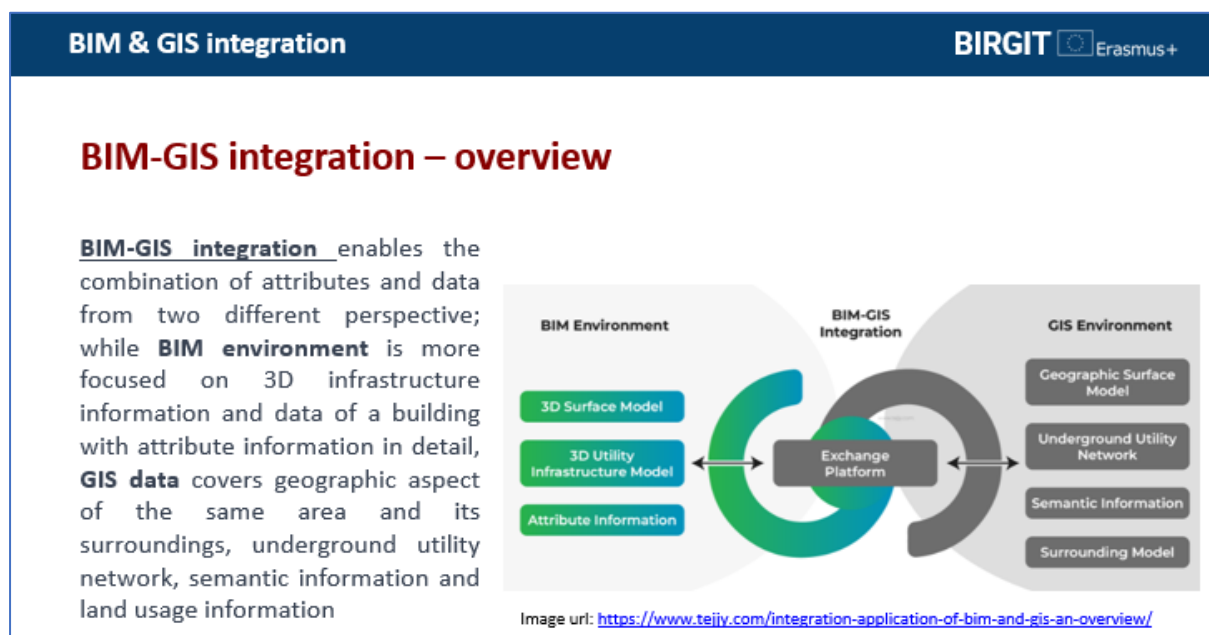 BIM & GIS integration
BIRGIT Erasmus+
BIM-GIS integration – overview
BIM-GIS integration enables the
combination of attributes and data
from two different perspective;
while BIM environment is more
focused on 3D infrastructure
information and data of a building
with attribute information in detail,
GIS data covers geographic aspect
of the same area and its
surroundings, underground utility
network, semantic information and
land usage information
BIM Environment
3D Surface Model
3D Utility
Infrastructure Model
Attribute Information
BIM-GIS
Integration
Exchange
Platform
GIS Environment
Geographic Surface
Model
Underground Utility
Network
Semantic Information
Surrounding Model
Image url: https://www.tejjy.com/integration-application-of-bim-and-gis-an-overview/